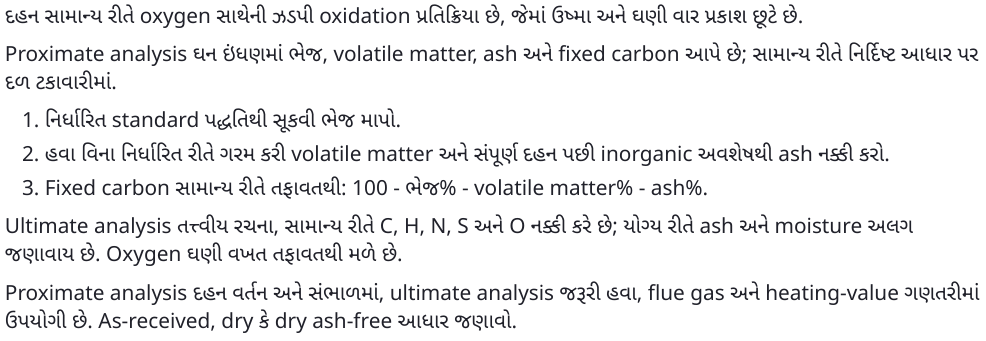 દહન સામાન્ય રીતે oxygen સાથેની ઝડપી oxidation પ્રતિક્રિયા છે, જેમાં ઉષ્મા અને ઘણી વાર પ્રકાશ છૂટે છે.
Proximate analysis ઘન ઇંધણમાં ભેજ, volatile matter, ash અને fixed carbon આપે છે; સામાન્ય રીતે નિર્દિષ્ટ આધાર પર
દળ ટકાવારીમાં.
1. નિર્ધારિત standard પદ્ધતિથી સૂકવી ભેજ માપો.
2. હવા વિના નિર્ધારિત રીતે ગરમ કરી volatile matter અને સંપૂર્ણ દહન પછી inorganic અવશેષથી ash નક્કી કરો.
3. Fixed carbon સામાન્ય રીતે તફાવતથી: 100 - ભેજ% - volatile matter% - ash%.
Ultimate analysis તત્ત્વીય રચના, સામાન્ય રીતે C, H, N, S અને O નક્કી કરે છે; યોગ્ય રીતે ash અને moisture અલગ
જણાવાય છે. Oxygen ઘણી વખત તફાવતથી મળે છે.
Proximate analysis દહન વર્તન અને સંભાળમાં, ultimate analysis જરૂરી હવા, flue gas અને heating-value ગણતરીમાં
ઉપયોગી છે. As-received, dry કે dry ash-free આધાર જણાવો.